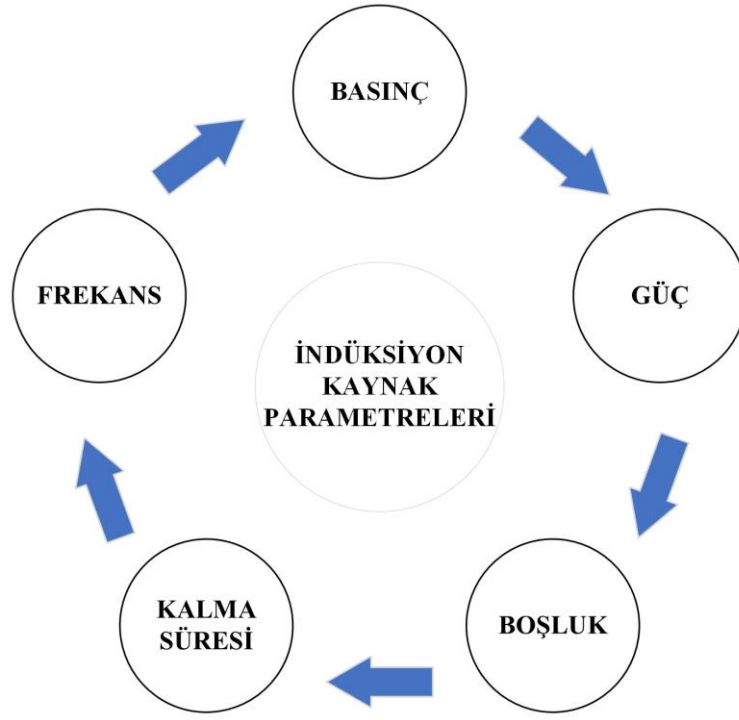 BASINÇ
FREKANS
GÜÇ
İNDÜKSİYON
KAYNAK
PARAMETRELERİ
KALMA
SÜRESİ
BOŞLUK